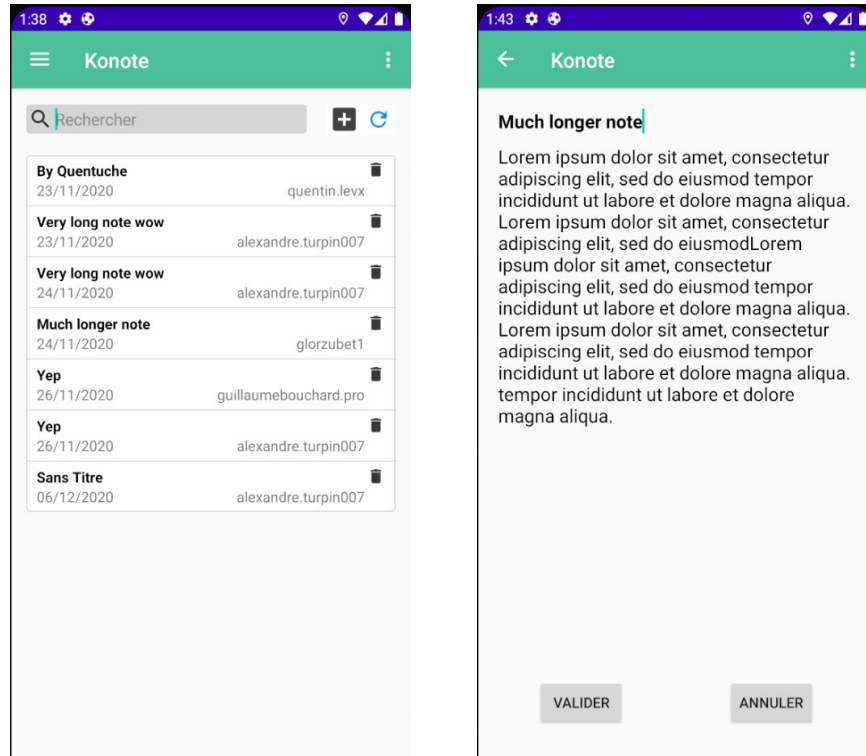 1:38
Konote
Rechercher
By Quentuche
23/11/2020 quentin.levx
Very long note wow
23/11/2020 alexandre.turpin007
Very long note wow
24/11/2020 alexandre.turpin007
Much longer note
24/11/2020 glorzubet1
Yep
26/11/2020 guillaumebouchard.pro
Yep
26/11/2020 alexandre.turpin007
Sans Titre
06/12/2020 alexandre.turpin007
1:43
Konote
Much longer note
Lorem ipsum dolor sit amet, consectetur
adipiscing elit, sed do eiusmod tempor
incididunt ut labore et dolore magna aliqua.
Lorem ipsum dolor sit amet, consectetur
adipiscing elit, sed do eiusmodLorem
ipsum dolor sit amet, consectetur
adipiscing elit, sed do eiusmod tempor
incididunt ut labore et dolore magna aliqua.
Lorem ipsum dolor sit amet, consectetur
adipiscing elit, sed do eiusmod tempor
incididunt ut labore et dolore magna aliqua.
tempor incididunt ut labore et dolore
magna aliqua.
VALIDER ANNULER